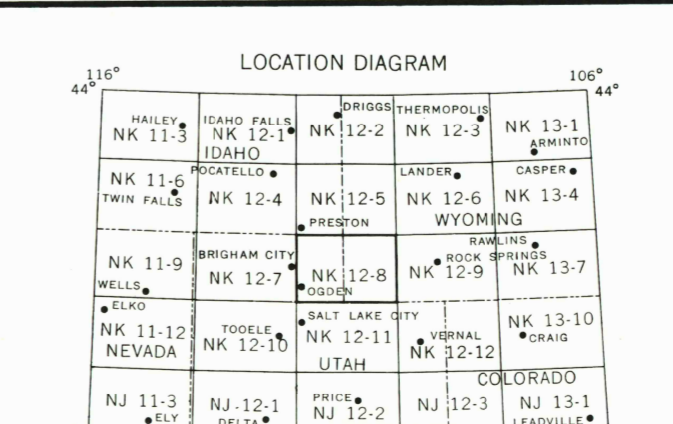 LOCATION DIAGRAM
116°
106°
44°
44°
HAILEY
NK 11-3
IDAHO FALLS
NK 12-1
IDAHO
DRIGGS
NK 12-2
THERMOPOLIS
NK 12-3
NK 13-1
ARMINTO
NK 11-6
TWIN FALLS
POCATELLO
NK 12-4
NK 12-5
PRESTON
LANDER
NK 12-6
WYOMING
CASPER
NK 13-4
NK 11-9
WELLS
BRIGHAM CITY
NK 12-7
NK 12-8
OGDEN
ROCK SPRINGS
NK 12-9
RAWLINS
NK 13-7
ELKO
NK 11-12
NEVADA
TOOELE
NK 12-10
SALT LAKE CITY
NK 12-11
UTAH
VERNAL
NK 12-12
NK 13-10
CRAIG
COLORADO
NJ 11-3
ELY
NJ 12-1
DELTA
PRICE
NJ 12-2
NJ 12-3
NJ 13-1
LEADVILLE